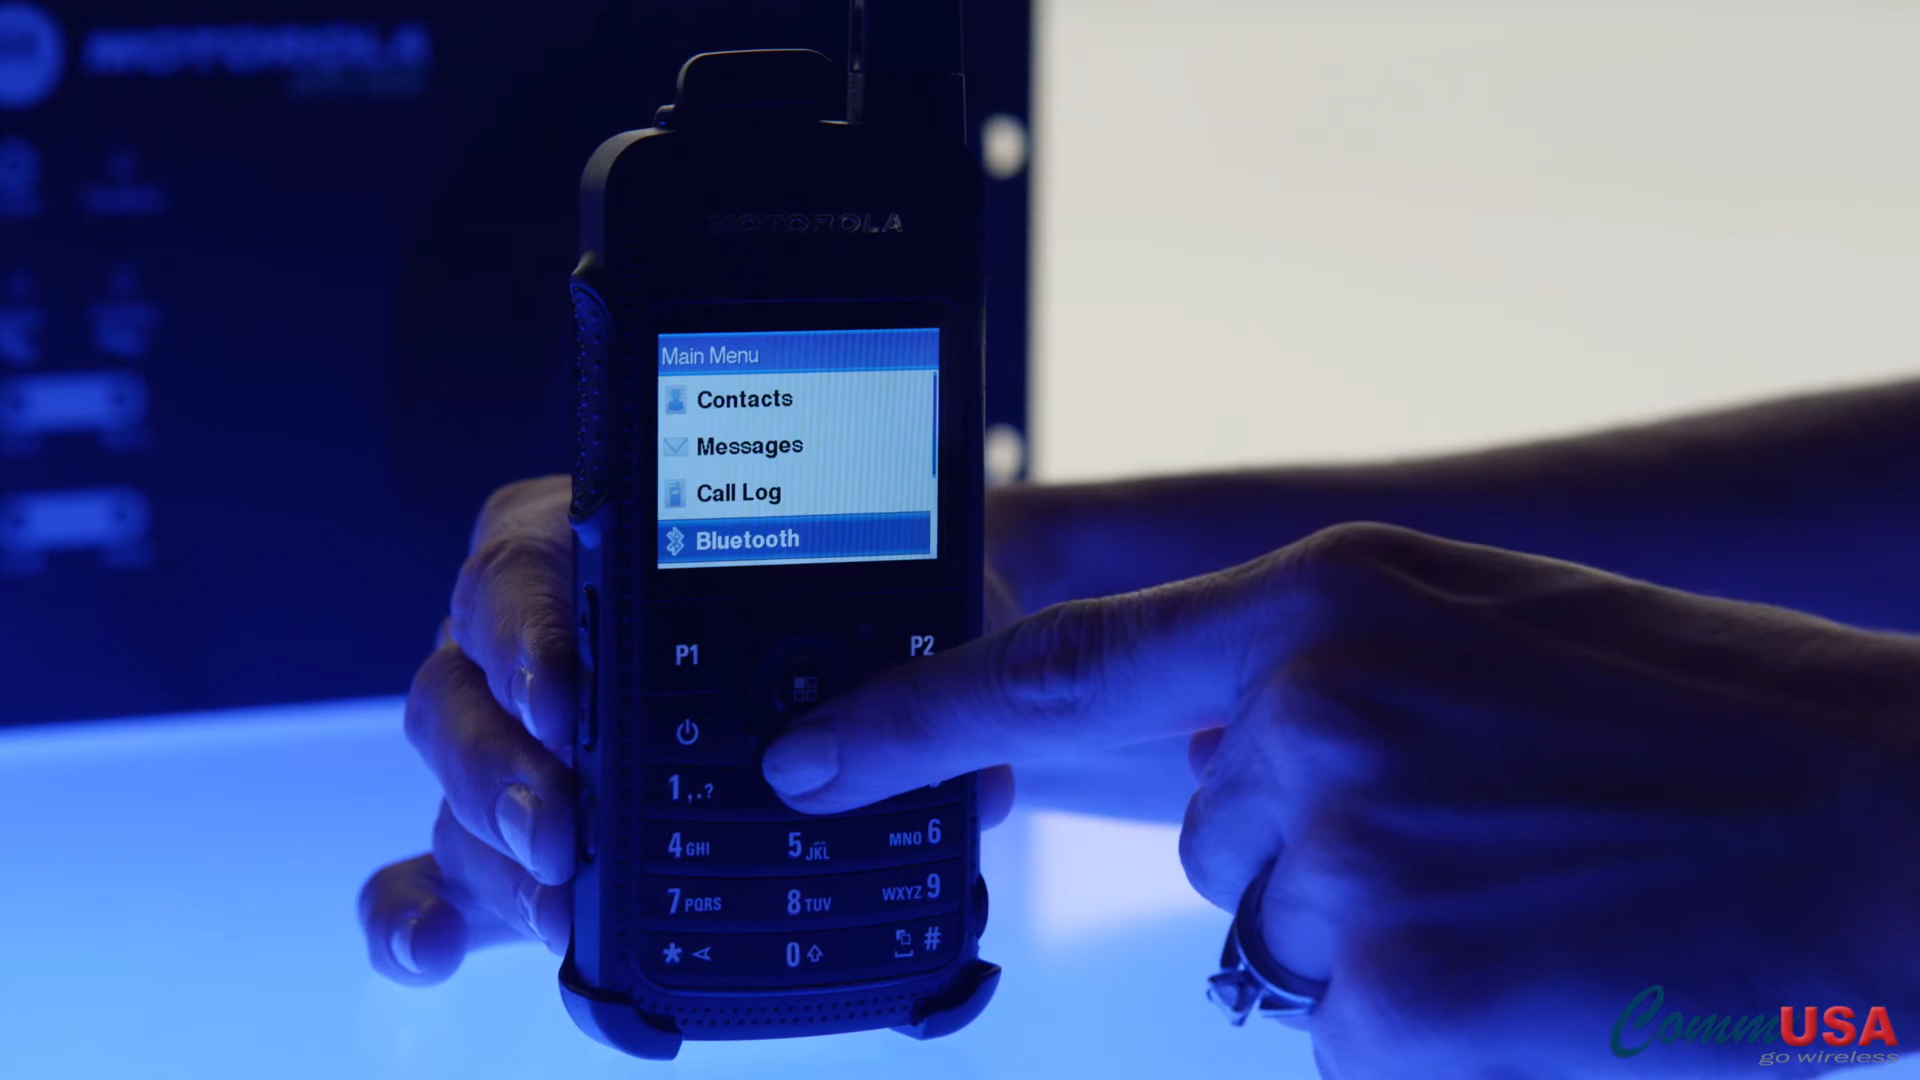 MOTOROLA
MOTOROLA
Main Menu
Contacts
Messages
Call Log
Bluetooth
P1
P2
1,.?
4 GHI
5 JKL
MNO 6
7 PQRS
8 TUV
WXYZ 9
*
0
#
CommUSA
go wireless